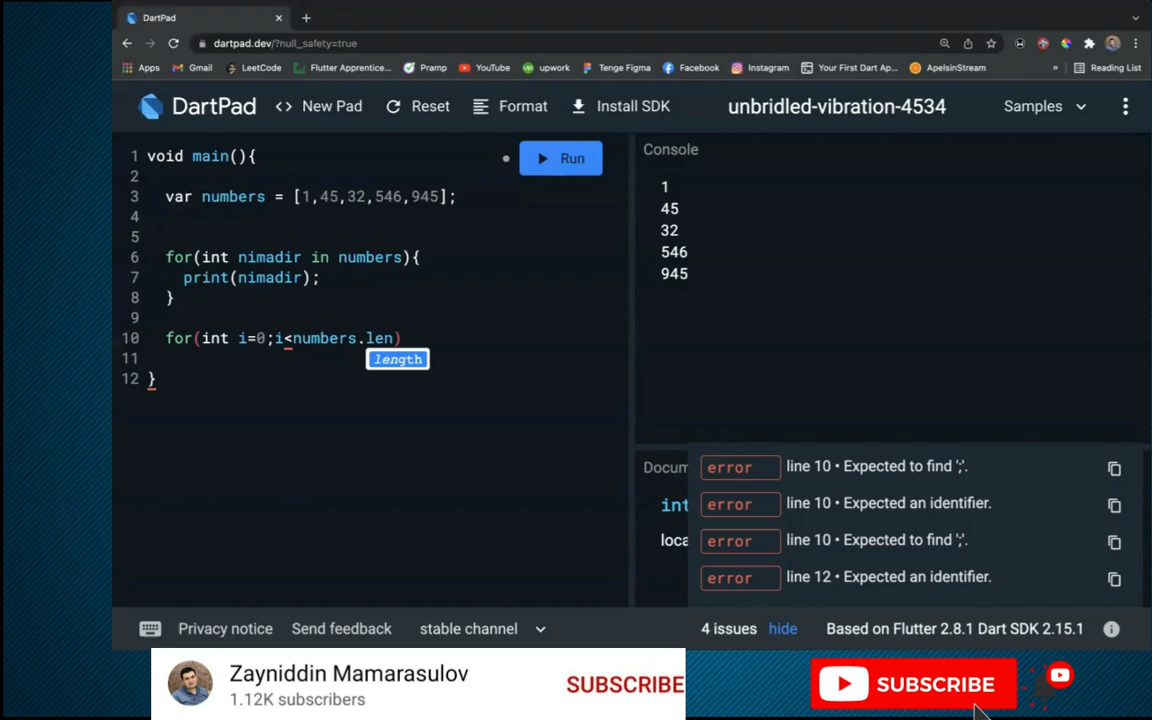 DartPad
dartpad.dev/?null_safety=true
Apps Gmail LeetCode Flutter Apprentice... Pramp YouTube upwork Tenge Figma Facebook Instagram Your First Dart Ap... ApelsinStream » Reading List
DartPad <> New Pad Reset Format Install SDK unbridled-vibration-4534 Samples
Run
Console
1 void main(){
2
3 var numbers = [1,45,32,546,945];
4
5
6 for(int nimadir in numbers){
7 print(nimadir);
8 }
9
10 for(int i=0;i<numbers.len)
length
11
12 }
1
45
32
546
945
Docum
int
loca
error line 10 • Expected to find ';'.
error line 10 • Expected an identifier.
error line 10 • Expected to find ';'.
error line 12 • Expected an identifier.
Privacy notice Send feedback stable channel 4 issues hide Based on Flutter 2.8.1 Dart SDK 2.15.1
Zayniddin Mamarasulov
1.12K subscribers
SUBSCRIBE
SUBSCRIBE